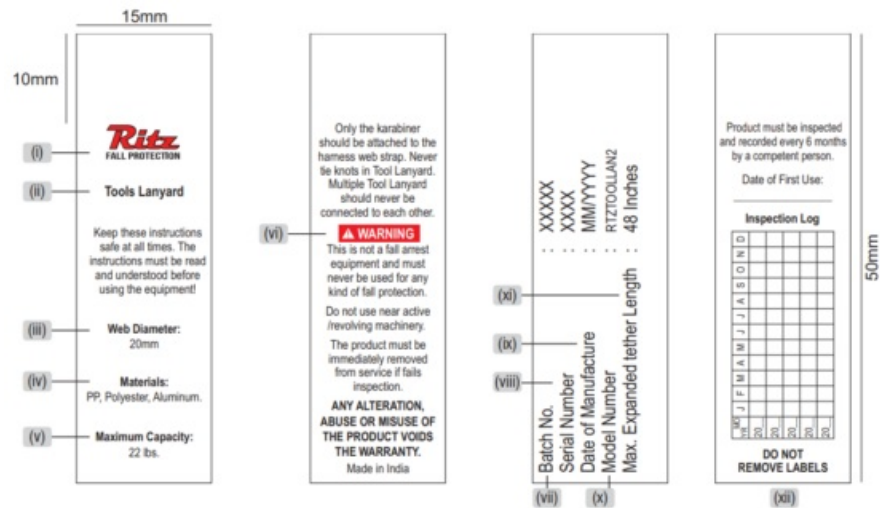 15mm
10mm
50mm
(i)
Ritz
FALL PROTECTION
(ii)
Tools Lanyard
Keep these instructions
safe at all times. The
instructions must be read
and understood before
using the equipment!
(iii)
Web Diameter:
20mm
(iv)
Materials:
PP, Polyester, Aluminum.
(v)
Maximum Capacity:
22 lbs.
Only the karabiner
should be attached to the
harness web strap. Never
tie knots in Tool Lanyard.
Multiple Tool Lanyard
should never be
connected to each other.
(vi)
WARNING
This is not a fall arrest
equipment and must
never be used for any
kind of fall protection.
Do not use near active
/revolving machinery.
The product must be
immediately removed
from service if fails
inspection.
ANY ALTERATION,
ABUSE OR MISUSE OF
THE PRODUCT VOIDS
THE WARRANTY.
Made in India
Batch No. : XXXXX
Serial Number : XXXX
Date of Manufacture : MM/YYYY
Model Number : RTZTOOLLAN2
Max. Expanded tether Length : 48 Inches
(xi)
(ix)
(viii)
(vii)
(x)
Product must be inspected
and recorded every 6 months
by a competent person.
Date of First Use:
Inspection Log
MO J F M A M J J A S O N D
YR
20
20
20
20
20
20
DO NOT
REMOVE LABELS
(xii)